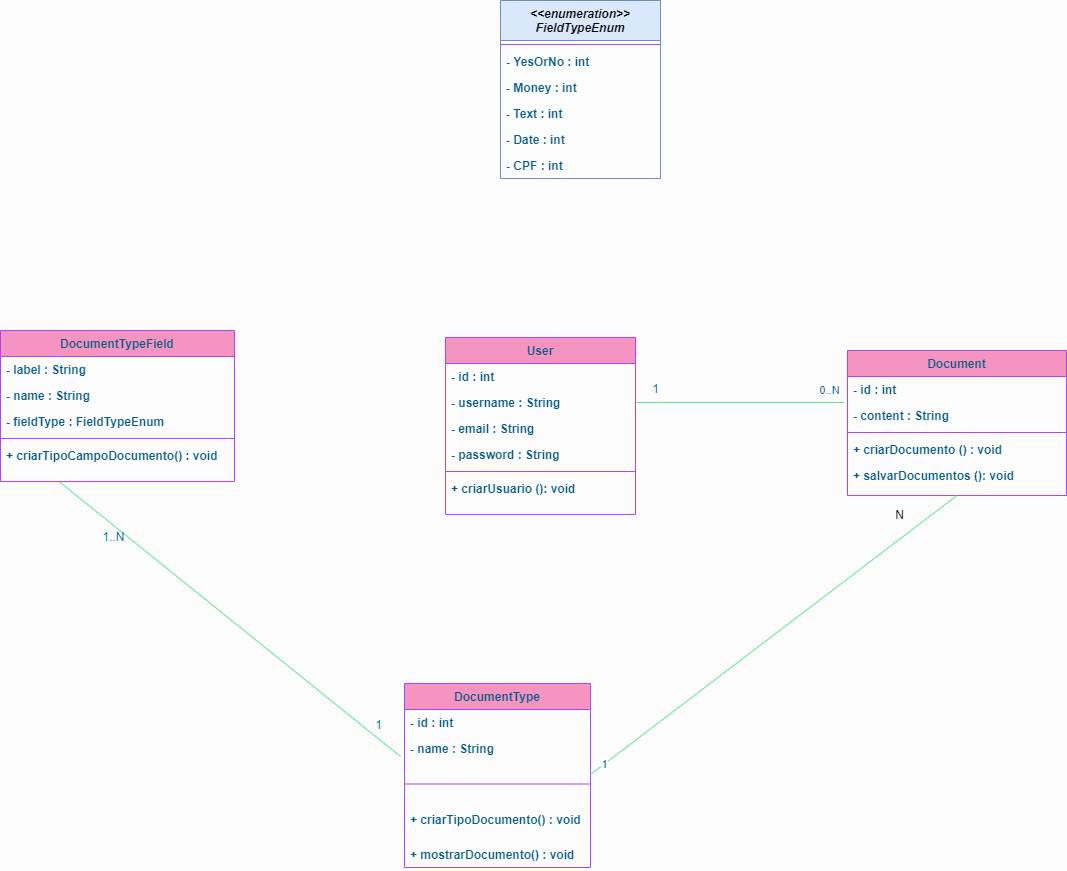 <<enumeration>>
FieldTypeEnum
- YesOrNo : int
- Money : int
- Text : int
- Date : int
- CPF : int
DocumentTypeField
- label : String
- name : String
- fieldType : FieldTypeEnum
+ criarTipoCampoDocumento() : void
User
- id : int
- username : String
- email : String
- password : String
+ criarUsuario (): void
1
0..N
Document
- id : int
- content : String
+ criarDocumento () : void
+ salvarDocumentos (): void
N
1..N
1
DocumentType
- id : int
- name : String
+ criarTipoDocumento() : void
+ mostrarDocumento() : void
1